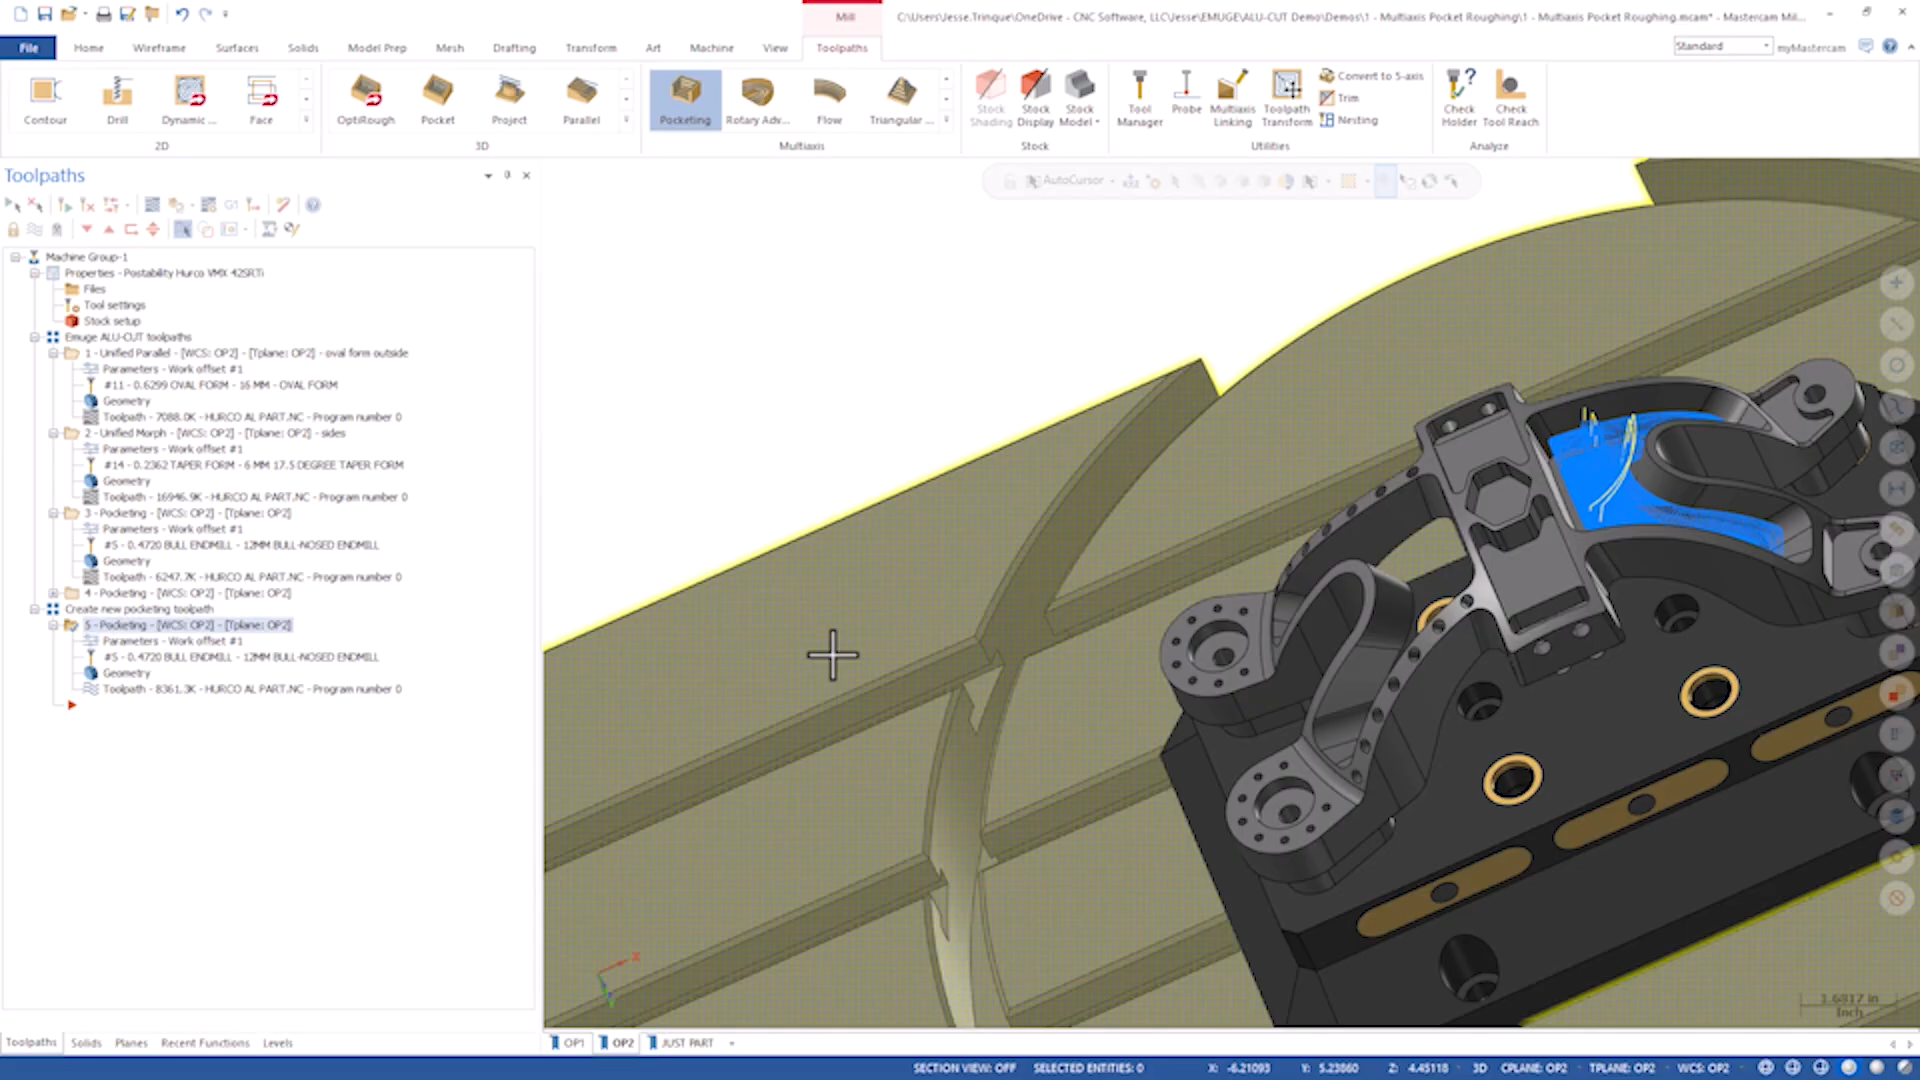 Mill
C:\Users\Jesse.Trinque\OneDrive - CNC Software, LLC\Jesse\EMUGE\ALU-CUT Demo\Demos\1 - Multiaxis Pocket Roughing\1 - Multiaxis Pocket Roughing.mcam* - Mastercam Mil...
File Home Wireframe Surfaces Solids Model Prep Mesh Drafting Transform Art Machine View Toolpaths Standard myMastercam
Contour Drill Dynamic ... Face OptiRough Pocket Project Parallel Pocketing Rotary Adv... Flow Triangular ...
Stock Shading Stock Display Stock Model Tool Manager Probe Multiaxis Linking Toolpath Transform Convert to 5-axis Trim Nesting Check Holder Check Tool Reach
2D 3D Multiaxis Stock Utilities Analyze
Toolpaths
AutoCursor
G1
Machine Group-1
Properties - Postability Hurco VMX 42SRTi
Files
Tool settings
Stock setup
Emuge ALU-CUT toolpaths
1 - Unified Parallel - [WCS: OP2] - [Tplane: OP2] - oval form outside
Parameters - Work offset #1
#11 - 0.6299 OVAL FORM - 16 MM - OVAL FORM
Geometry
Toolpath - 7088.0K - HURCO AL PART.NC - Program number 0
2 - Unified Morph - [WCS: OP2] - [Tplane: OP2] - sides
Parameters - Work offset #1
#14 - 0.2362 TAPER FORM - 6 MM 17.5 DEGREE TAPER FORM
Geometry
Toolpath - 16946.9K - HURCO AL PART.NC - Program number 0
3 - Pocketing - [WCS: OP2] - [Tplane: OP2]
Parameters - Work offset #1
#5 - 0.4720 BULL ENDMILL - 12MM BULL-NOSED ENDMILL
Geometry
Toolpath - 6247.7K - HURCO AL PART.NC - Program number 0
4 - Pocketing - [WCS: OP2] - [Tplane: OP2]
Create new pocketing toolpath
5 - Pocketing - [WCS: OP2] - [Tplane: OP2]
Parameters - Work offset #1
#5 - 0.4720 BULL ENDMILL - 12MM BULL-NOSED ENDMILL
Geometry
Toolpath - 8361.3K - HURCO AL PART.NC - Program number 0
X
1.6817 in
Inch
Toolpaths Solids Planes Recent Functions Levels OP1 OP2 JUST PART
SECTION VIEW: OFF SELECTED ENTITIES: 0 X: -6.21093 Y: 5.23860 Z: 4.45118 3D CPLANE: OP2 TPLANE: OP2 WCS: OP2